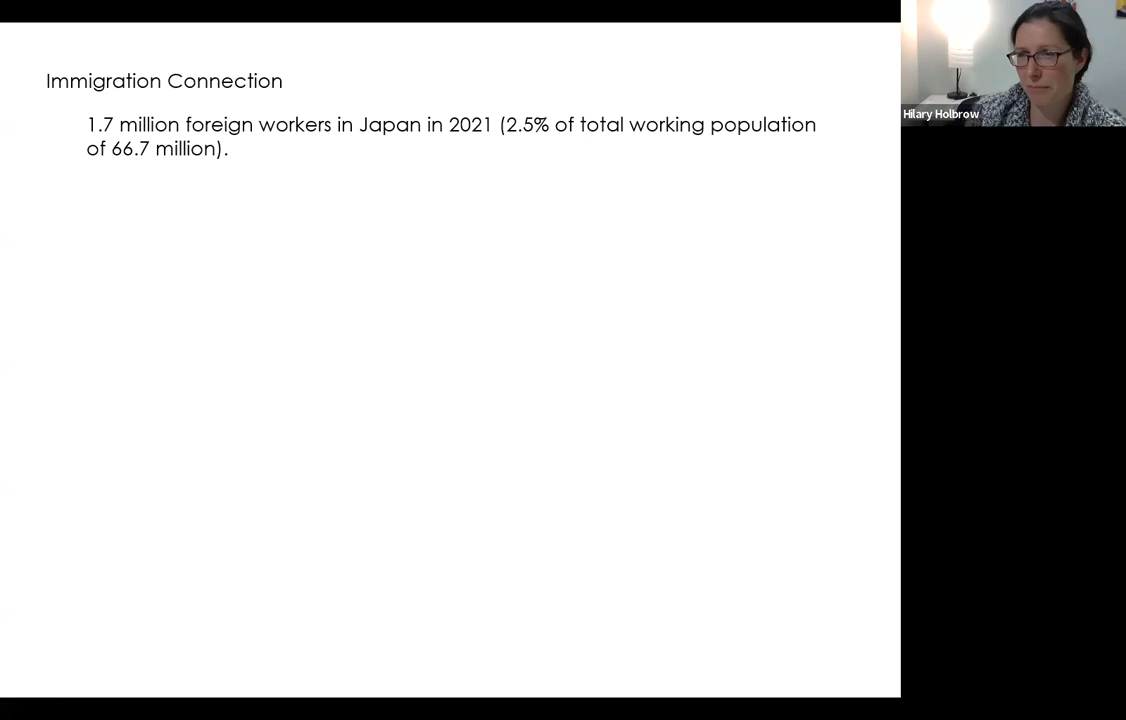 Immigration Connection
1.7 million foreign workers in Japan in 2021 (2.5% of total working population
of 66.7 million).
Hilary Holbrow